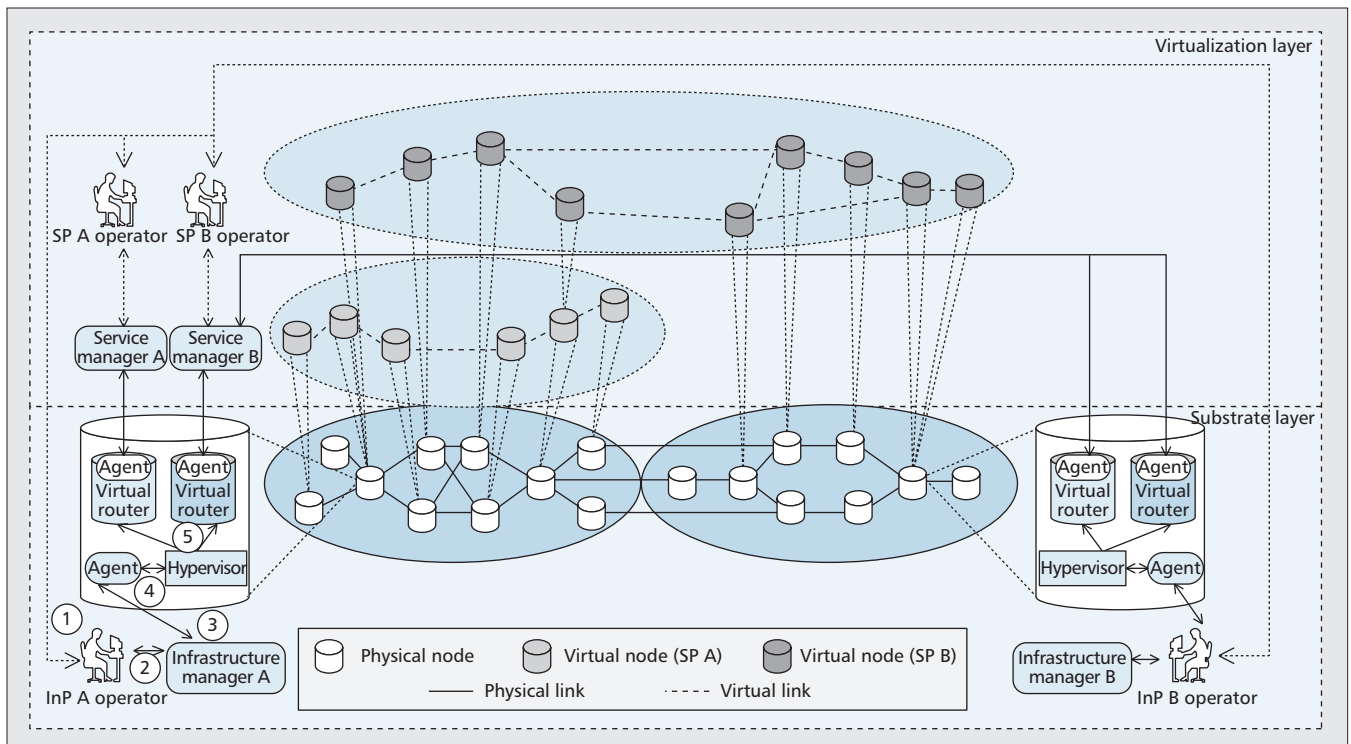 Virtualization layer
SP A operator
SP B operator
Service
manager A
Service
manager B
Substrate layer
Agent
Virtual
router
Agent
Virtual
router
5
Agent
Hypervisor
4
1
3
2
InP A operator
Infrastructure
manager A
Agent
Virtual
router
Agent
Virtual
router
Hypervisor
Agent
Infrastructure
manager B
InP B operator
Physical node
Virtual node (SP A)
Virtual node (SP B)
Physical link
Virtual link